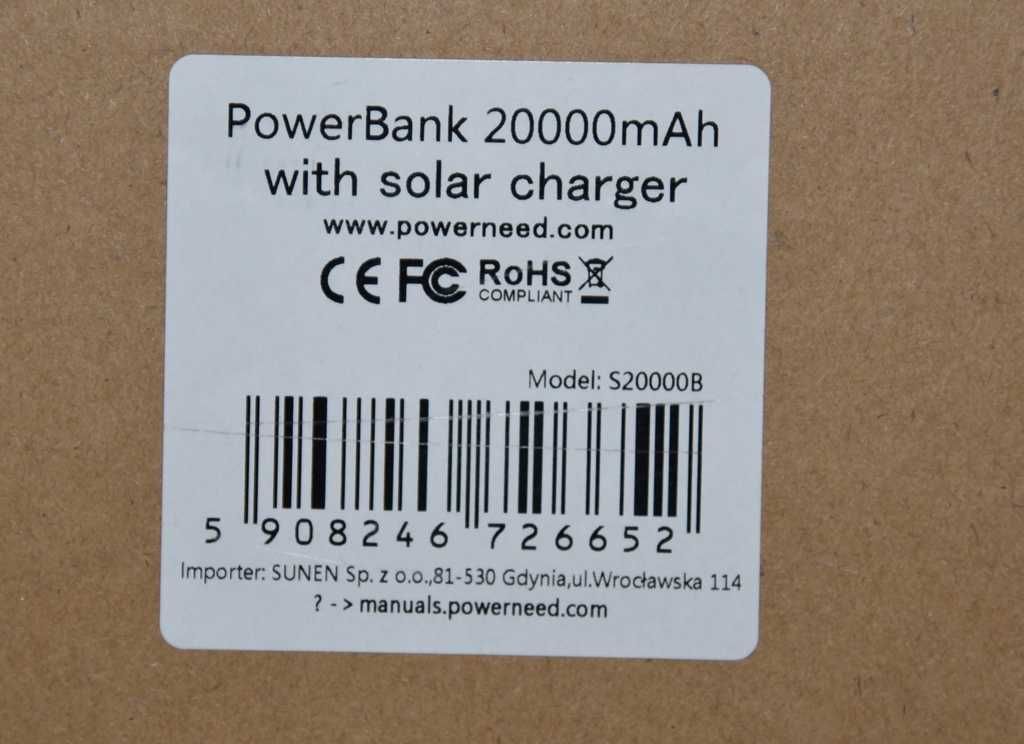 PowerBank 20000mAh
with solar charger
www.powerneed.com
CE FC RoHS
COMPLIANT
Model: S20000B
5 908246 726652
Importer: SUNEN Sp. z o.o.,81-530 Gdynia,ul.Wrocławska 114
? - > manuals.powerneed.com